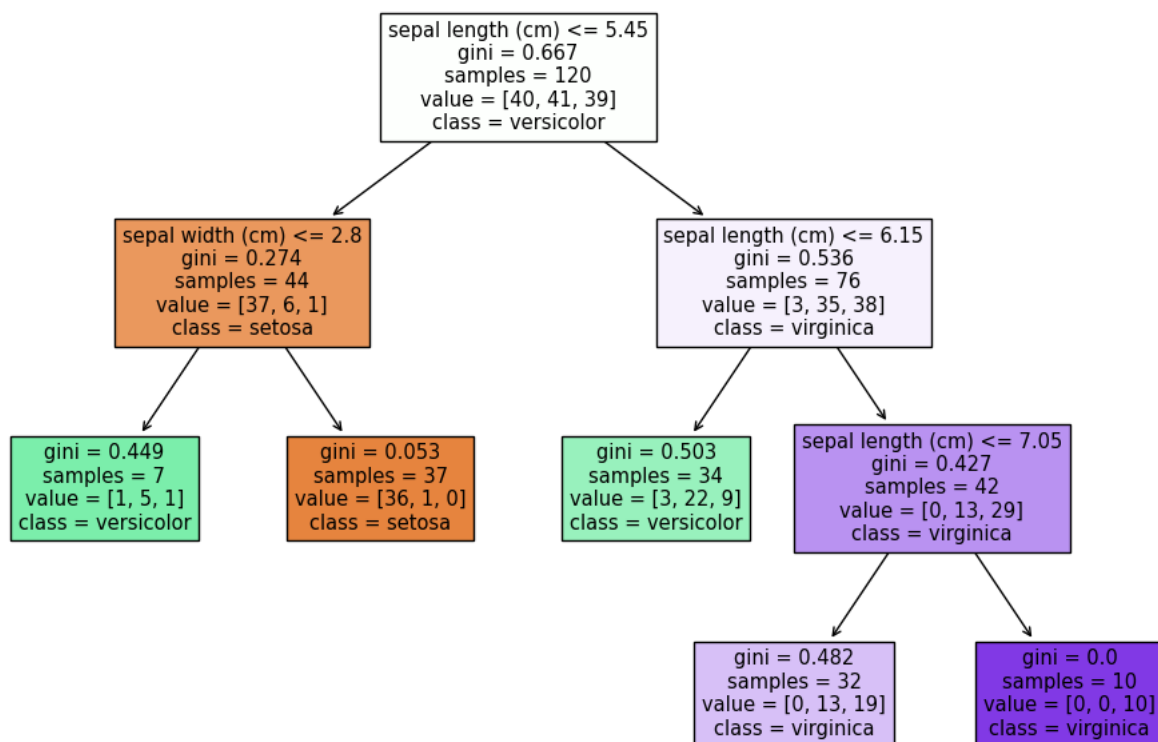 sepal length (cm) <= 5.45
gini = 0.667
samples = 120
value = [40, 41, 39]
class = versicolor
sepal width (cm) <= 2.8
gini = 0.274
samples = 44
value = [37, 6, 1]
class = setosa
sepal length (cm) <= 6.15
gini = 0.536
samples = 76
value = [3, 35, 38]
class = virginica
gini = 0.449
samples = 7
value = [1, 5, 1]
class = versicolor
gini = 0.053
samples = 37
value = [36, 1, 0]
class = setosa
gini = 0.503
samples = 34
value = [3, 22, 9]
class = versicolor
sepal length (cm) <= 7.05
gini = 0.427
samples = 42
value = [0, 13, 29]
class = virginica
gini = 0.482
samples = 32
value = [0, 13, 19]
class = virginica
gini = 0.0
samples = 10
value = [0, 0, 10]
class = virginica